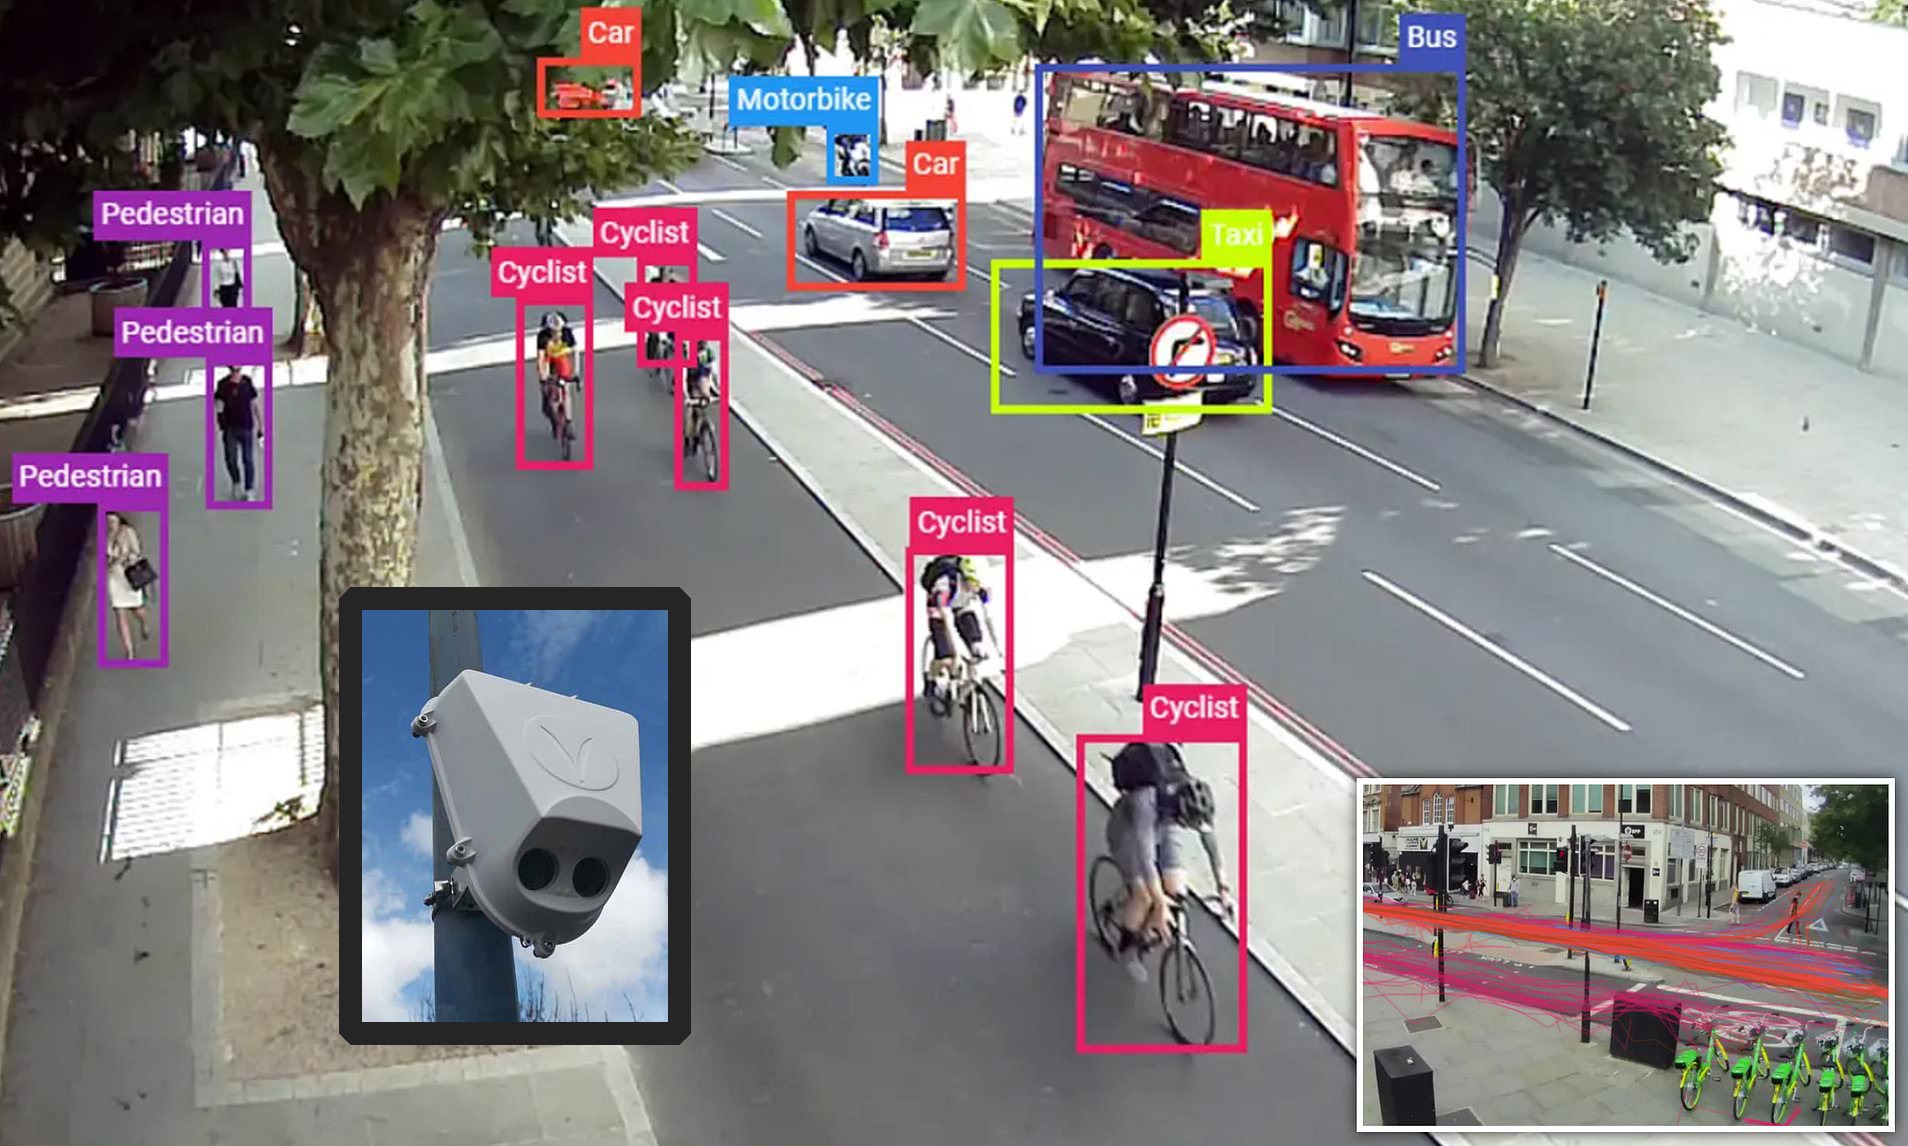 Car
Bus
Motorbike
Car
Pedestrian
Cyclist
Taxi
Cyclist
Cyclist
Pedestrian
Pedestrian
Cyclist
Cyclist